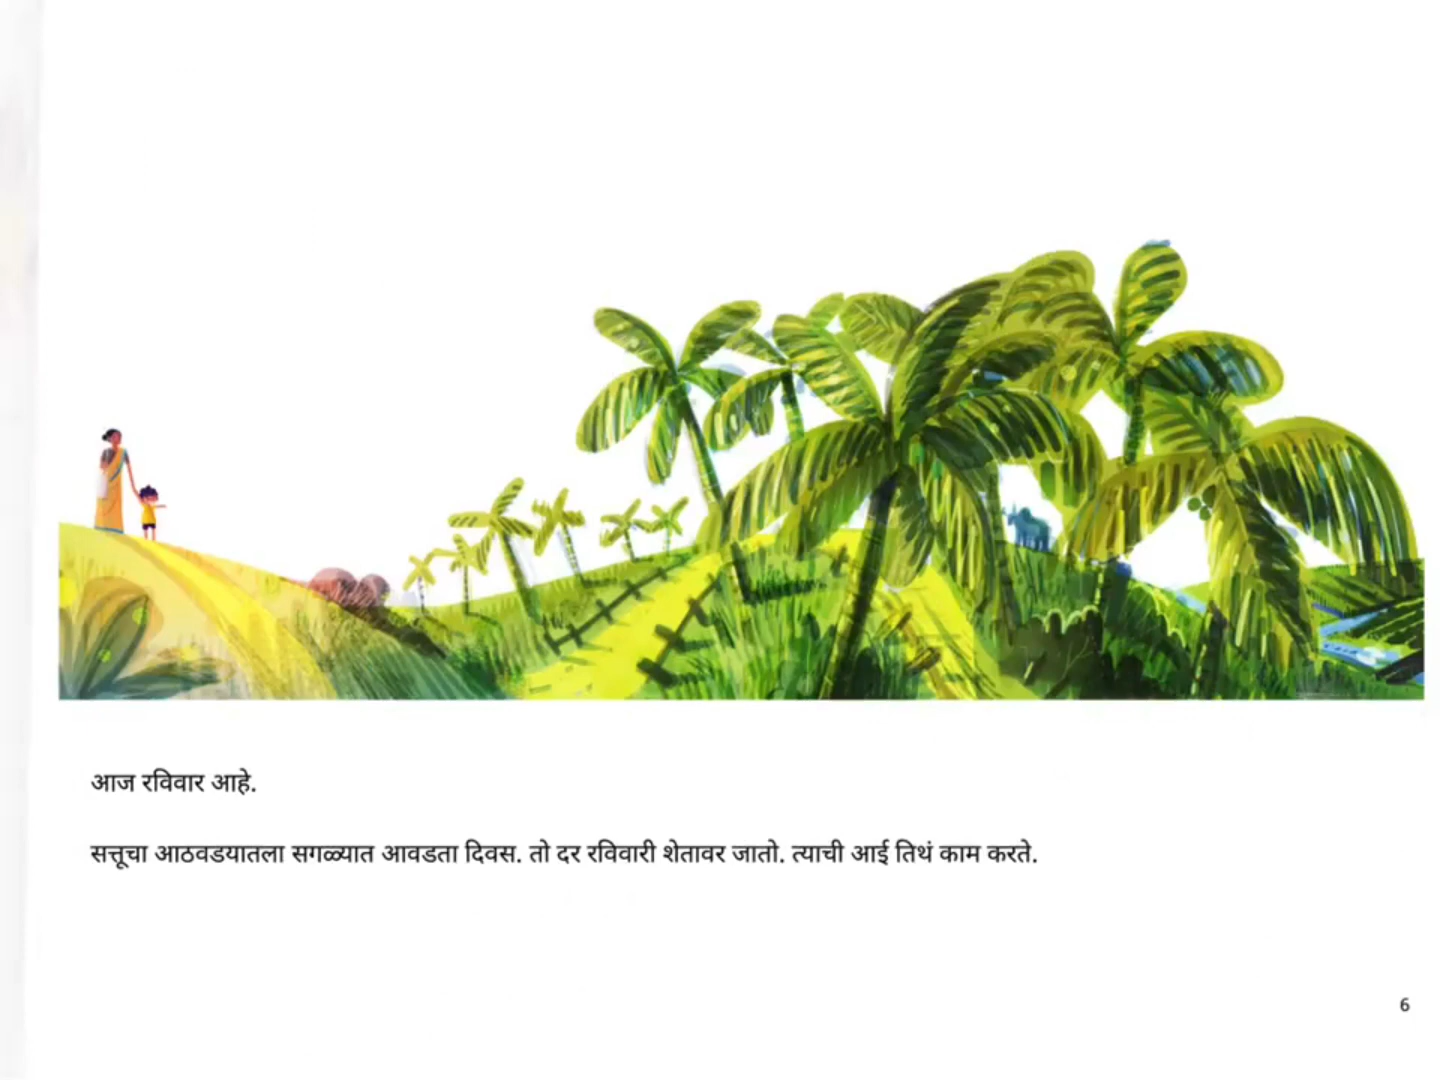 आज रविवार आहे.
सत्तूचा आठवडयातला सगळ्यात आवडता दिवस. तो दर रविवारी शेतावर जातो. त्याची आई तिथं काम करते.
6